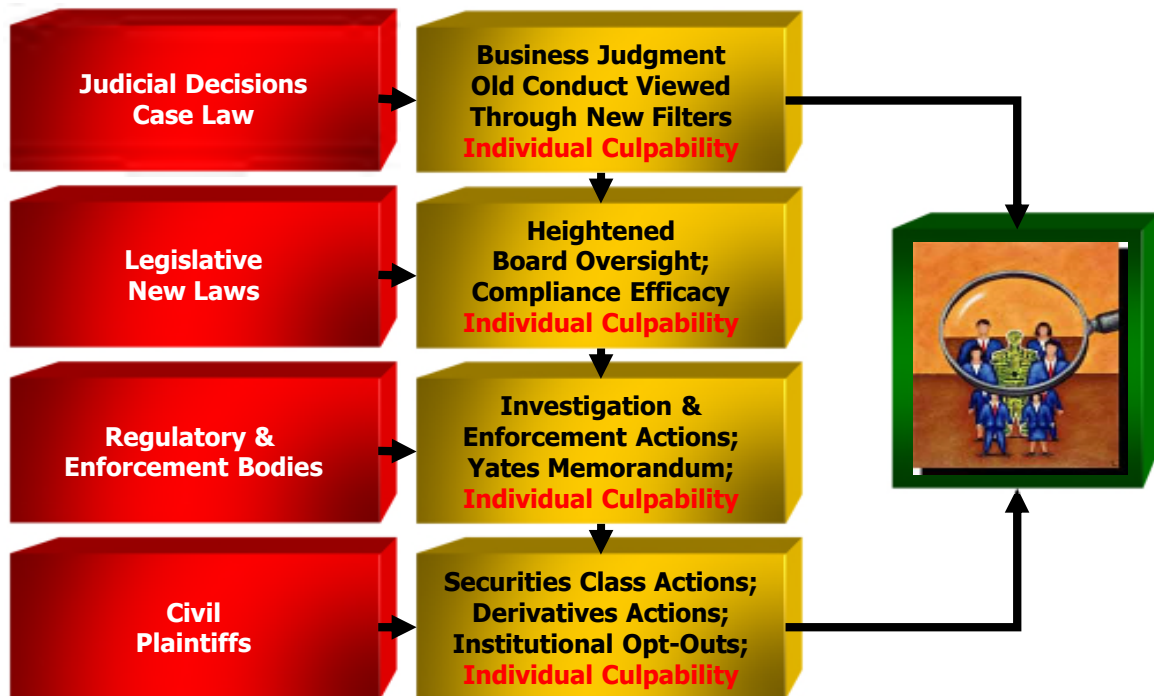 Judicial Decisions
Case Law
Business Judgment
Old Conduct Viewed
Through New Filters
Individual Culpability
Legislative
New Laws
Heightened
Board Oversight;
Compliance Efficacy
Individual Culpability
Regulatory &
Enforcement Bodies
Investigation &
Enforcement Actions;
Yates Memorandum;
Individual Culpability
Civil
Plaintiffs
Securities Class Actions;
Derivatives Actions;
Institutional Opt-Outs;
Individual Culpability